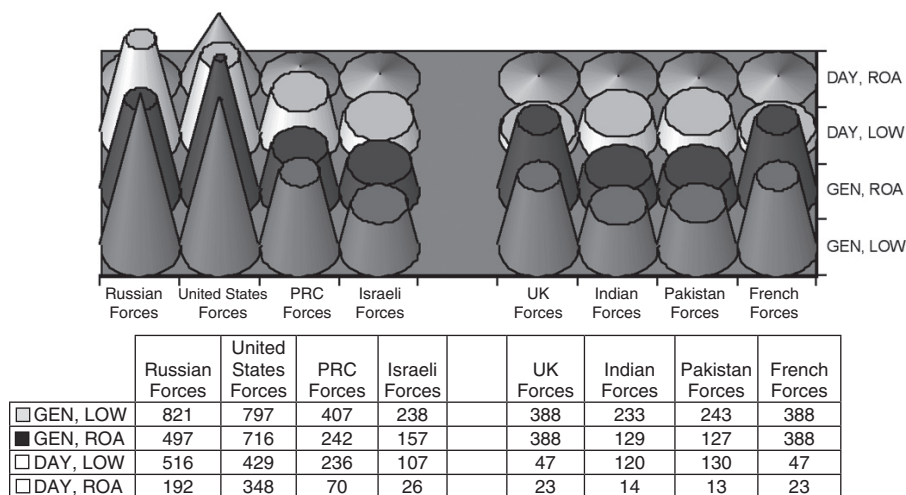 DAY, ROA
DAY, LOW
GEN, ROA
GEN, LOW
Russian Forces
United States Forces
PRC Forces
Israeli Forces
UK Forces
Indian Forces
Pakistan Forces
French Forces
Russian Forces United States Forces PRC Forces Israeli Forces UK Forces Indian Forces Pakistan Forces French Forces
GEN, LOW 821 797 407 238 388 233 243 388
GEN, ROA 497 716 242 157 388 129 127 388
DAY, LOW 516 429 236 107 47 120 130 47
DAY, ROA 192 348 70 26 23 14 13 23